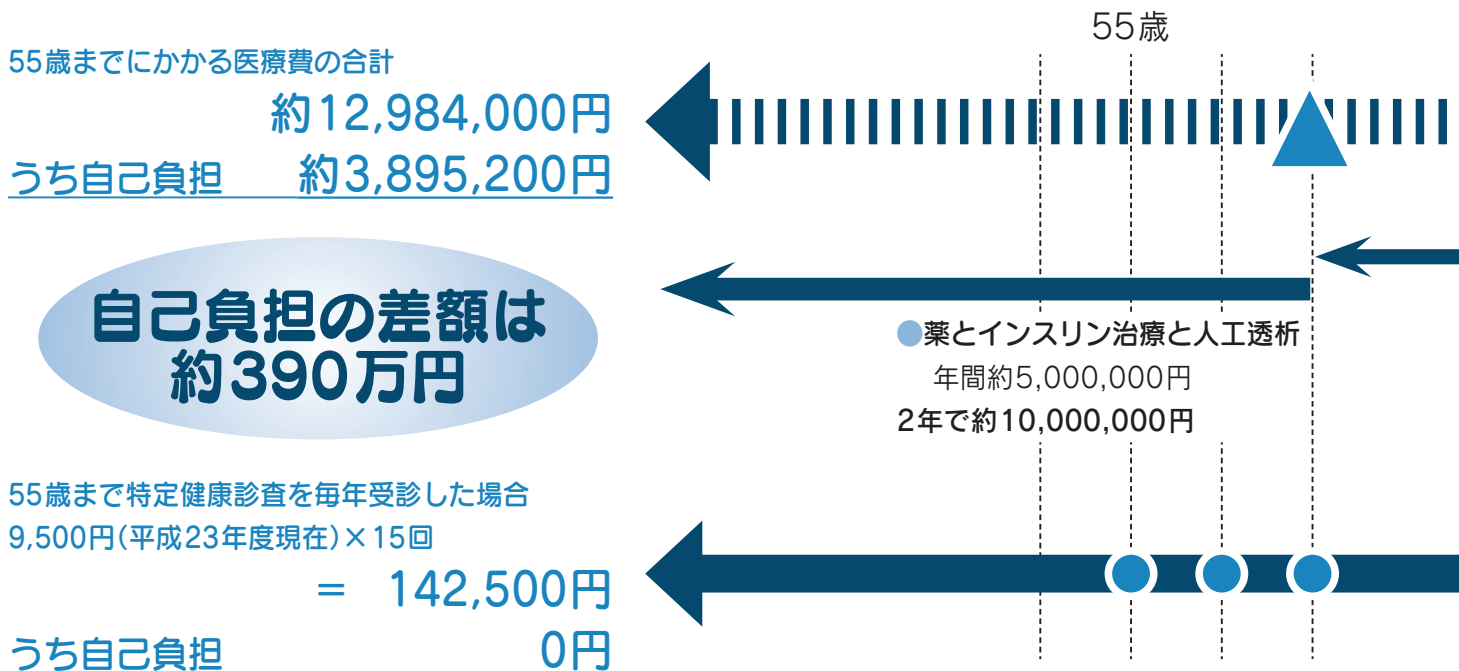 55歳
55歳までにかかる医療費の合計
約12,984,000円
うち自己負担 約3,895,200円
自己負担の差額は
約390万円
●薬とインスリン治療と人工透析
年間約5,000,000円
2年で約10,000,000円
55歳まで特定健康診査を毎年受診した場合
9,500円(平成23年度現在)×15回
= 142,500円
うち自己負担 0円